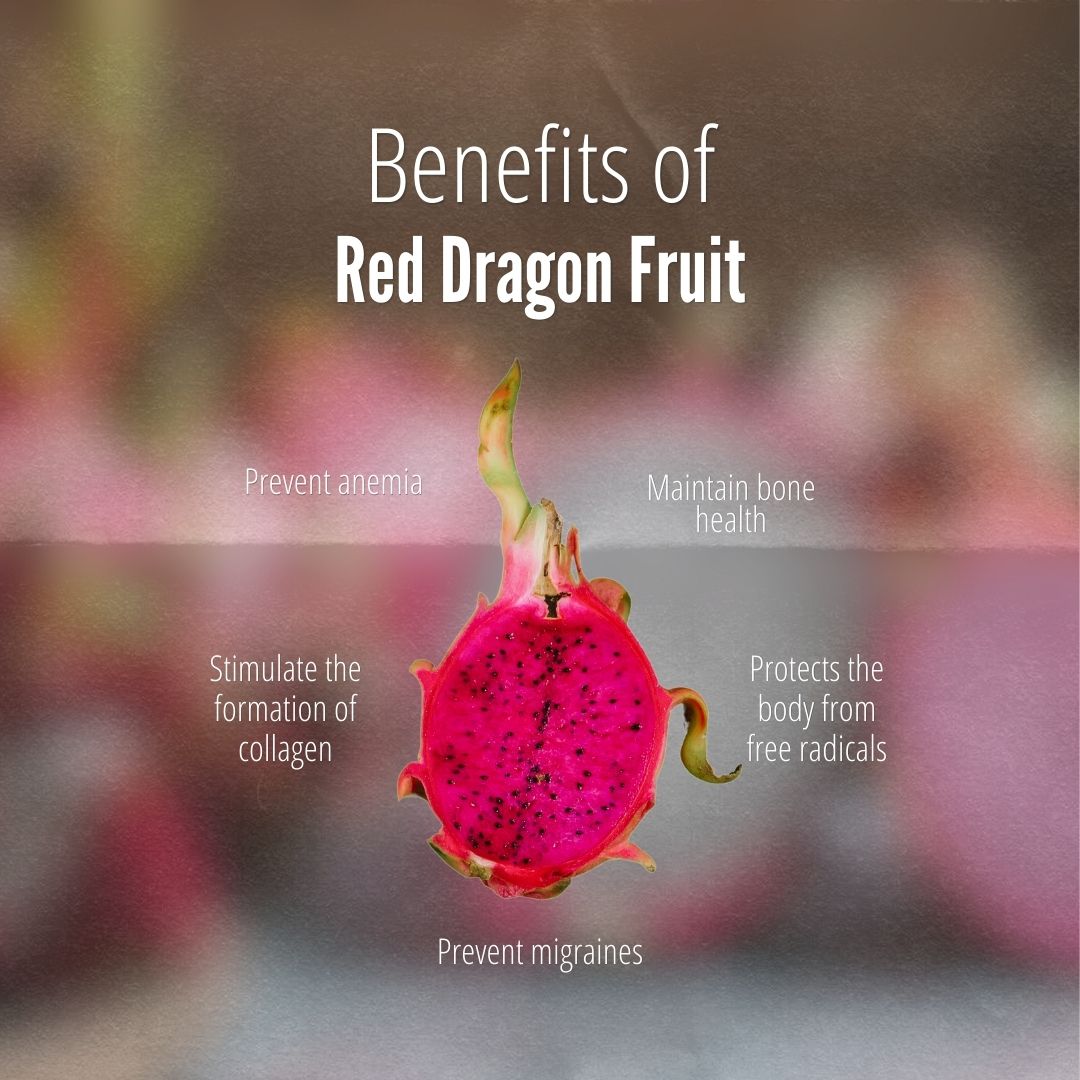 Benefits of
Red Dragon Fruit
Prevent anemia
Maintain bone
health
Stimulate the
formation of
collagen
Protects the
body from
free radicals
Prevent migraines